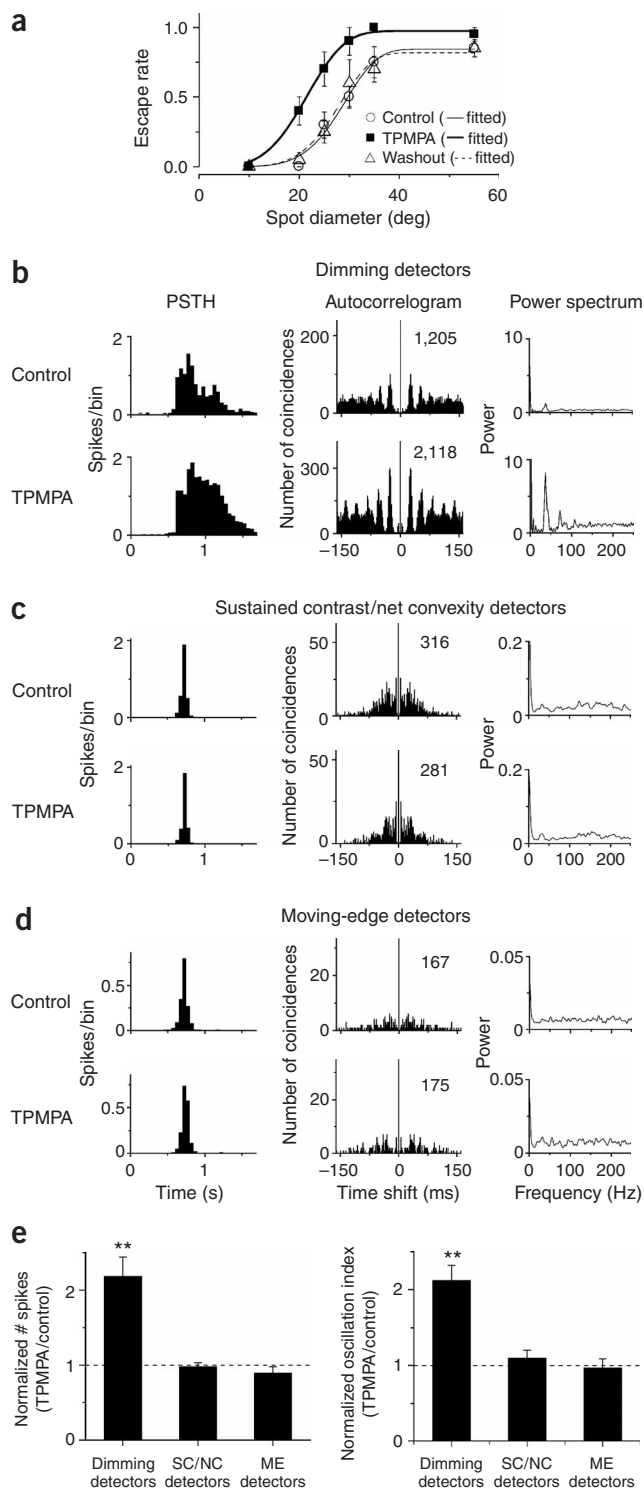 a
Escape rate
1.0
0.5
0.0
0 20 40 60
Spot diameter (deg)
Control (— fitted)
TPMPA (— fitted)
Washout (---- fitted)
b
Dimming detectors
PSTH Autocorrelogram Power spectrum
Control
TPMPA
Spikes/bin
2
0
2
0
1
Number of coincidences
200
0
1,205
300
0
2,118
−150 0 150
Power
10
0
10
0
0 100 200
c
Sustained contrast/net convexity detectors
Control
TPMPA
Spikes/bin
2
0
2
0
1
Number of coincidences
50
0
316
50
0
281
−150 0 150
Power
0.2
0
0.2
0
0 100 200
d
Moving-edge detectors
Control
TPMPA
Spikes/bin
0.5
0
0.5
0
1
Time (s)
Number of coincidences
20
0
167
20
0
175
−150 0 150
Time shift (ms)
Power
0.05
0
0.05
0
0 100 200
Frequency (Hz)
e
Normalized # spikes
(TPMPA/control)
2
1
0
**
Dimming detectors
SC/NC detectors
ME detectors
Normalized oscillation index
(TPMPA/control)
2
1
0
**
Dimming detectors
SC/NC detectors
ME detectors